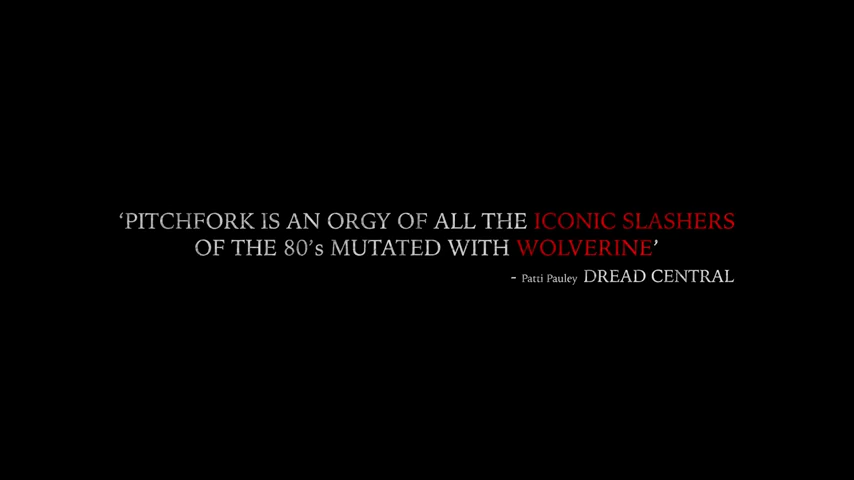 ‘PITCHFORK IS AN ORGY OF ALL THE ICONIC SLASHERS
OF THE 80’s MUTATED WITH WOLVERINE’
- Patti Pauley DREAD CENTRAL